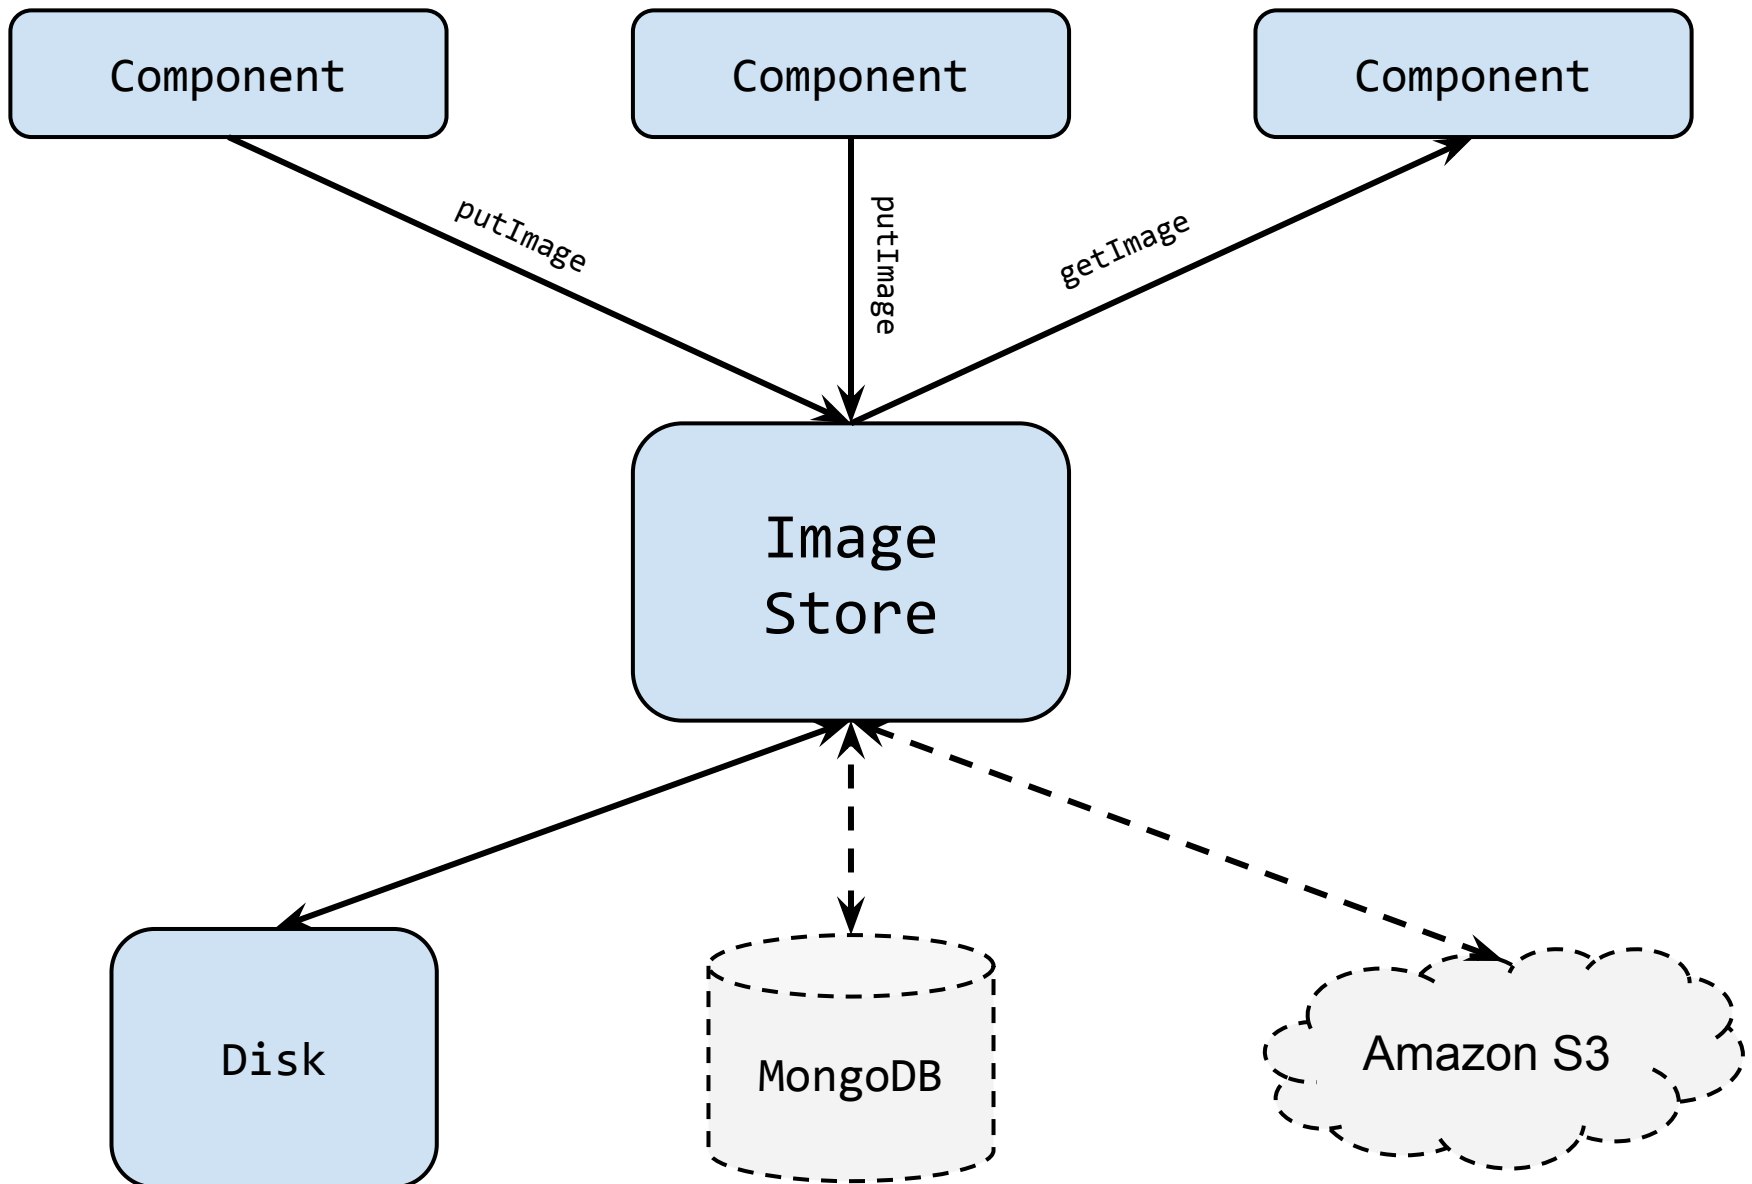 Component
Component
Component
putImage
putImage
getImage
Image
Store
Disk
MongoDB
Amazon S3